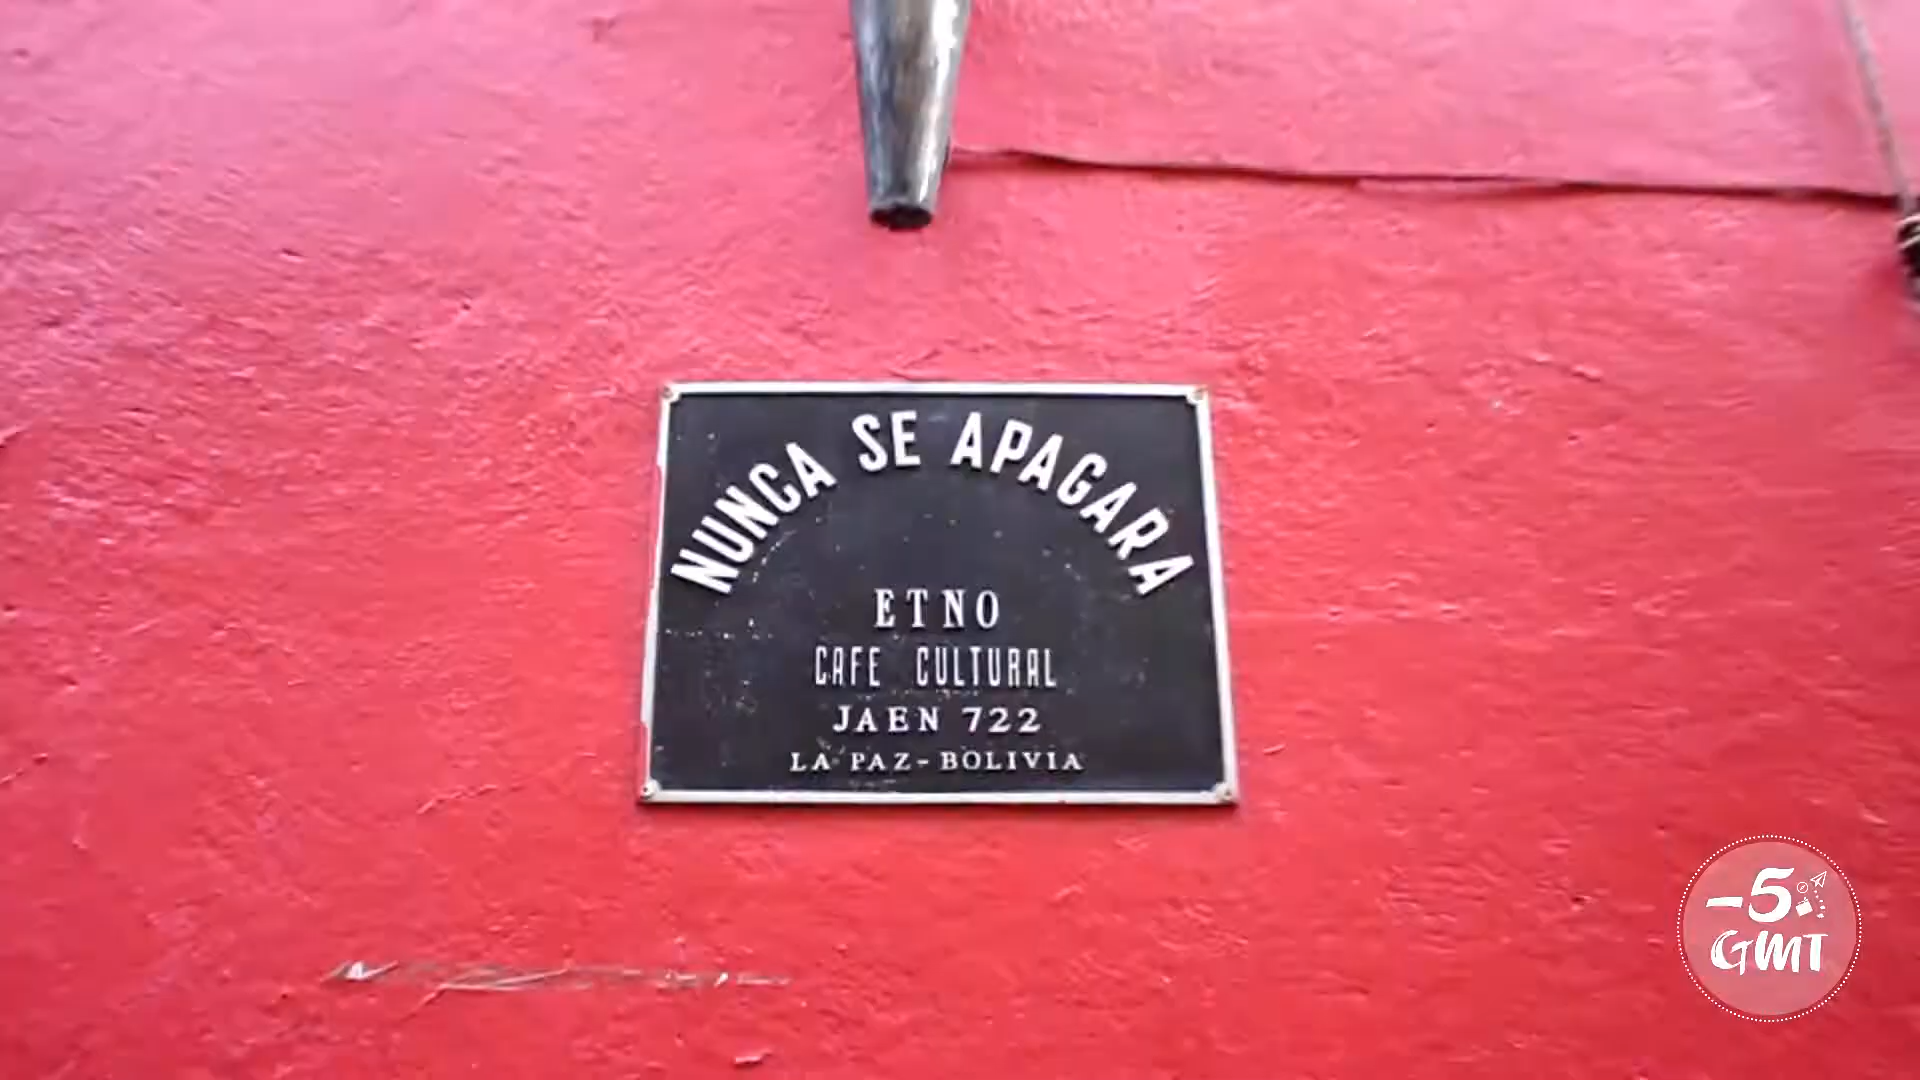 NUNCA SE APAGARA
ETNO
CAFE CULTURAL
JAEN 722
LA PAZ-BOLIVIA
-5
GMT